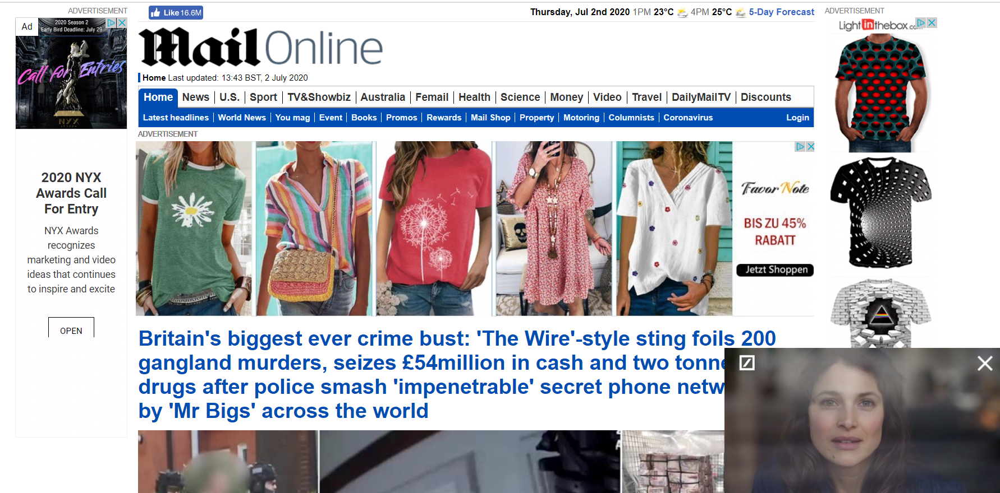 ADVERTISEMENT
Ad
2020 Season 2
Early Bird Deadline: July 29
Call for Entries
NYX
2020 NYX
Awards Call
For Entry
NYX Awards
recognizes
marketing and video
ideas that continues
to inspire and excite
OPEN
Like 16.6M
Thursday, Jul 2nd 2020 1PM 23°C 4PM 25°C 5-Day Forecast
Mail Online
Home Last updated: 13:43 BST, 2 July 2020
Home News U.S. Sport TV&Showbiz Australia Femail Health Science Money Video Travel DailyMailTV Discounts
Latest headlines World News You mag Event Books Promos Rewards Mail Shop Property Motoring Columnists Coronavirus Login
ADVERTISEMENT
Favor Note
BIS ZU 45%
RABATT
Jetzt Shoppen
Britain's biggest ever crime bust: 'The Wire'-style sting foils 200
gangland murders, seizes £54million in cash and two
drugs after police smash 'impenetrable' secret phone
by 'Mr Bigs' across the world
ADVERTISEMENT
Lightinthebox